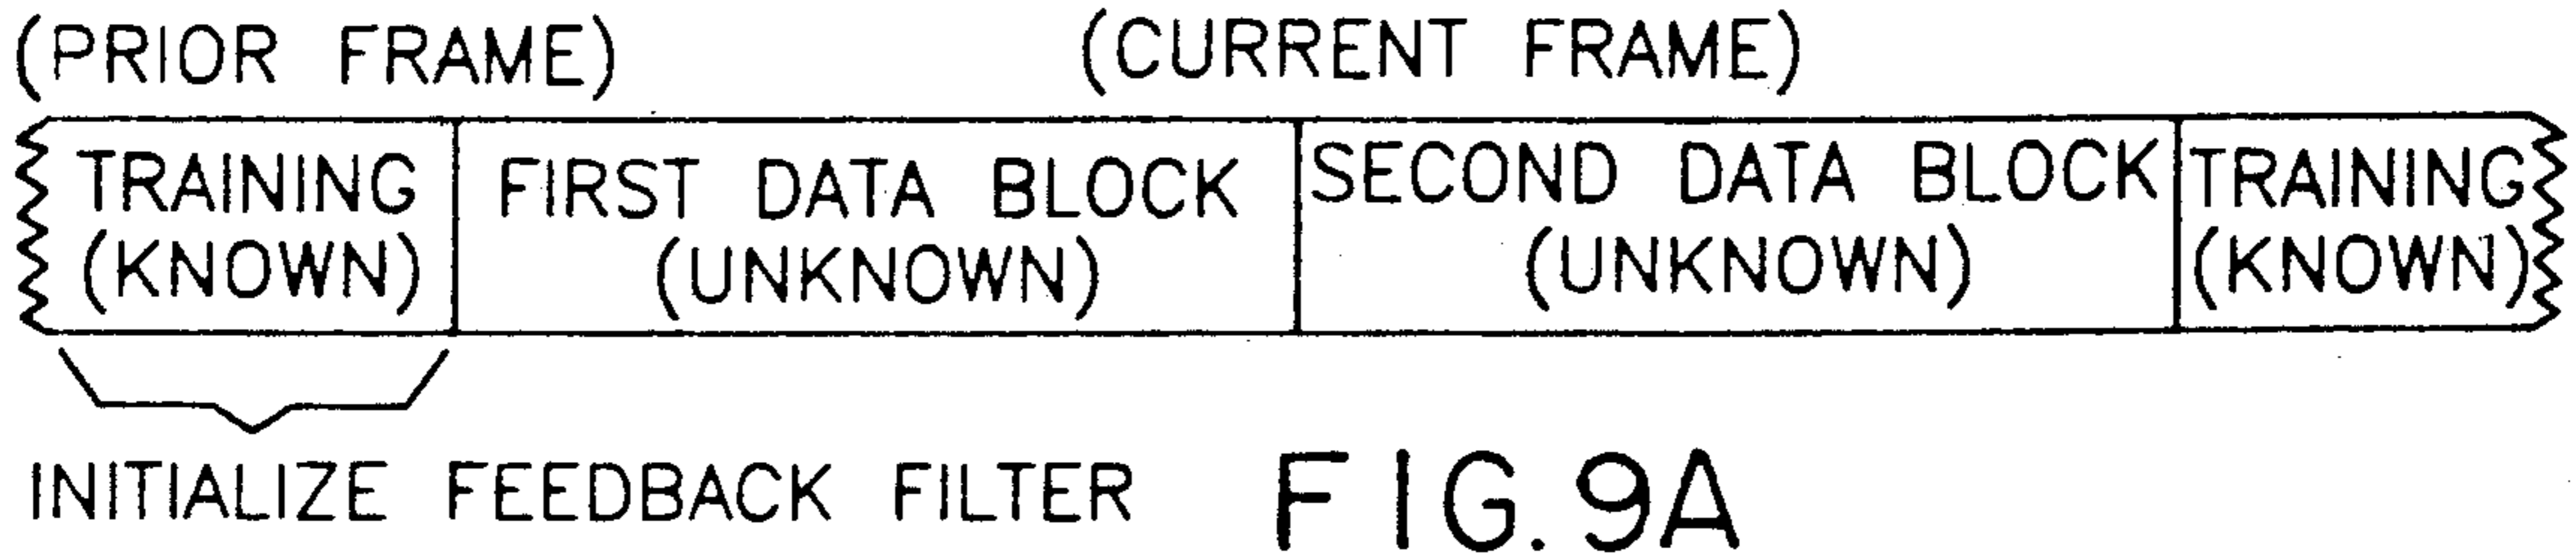 (PRIOR FRAME) (CURRENT FRAME)
TRAINING (KNOWN)
FIRST DATA BLOCK (UNKNOWN)
SECOND DATA BLOCK (UNKNOWN)
TRAINING (KNOWN)
INITIALIZE FEEDBACK FILTER
FIG. 9A